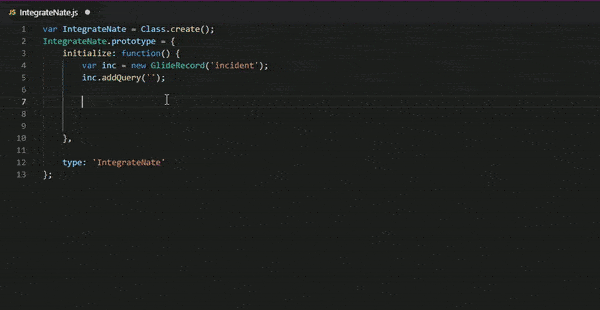 JS IntegrateNate.js
1 var IntegrateNate = Class.create();
2 IntegrateNate.prototype = {
3     initialize: function() {
4         var inc = new GlideRecord('incident');
5         inc.addQuery('');
6
7
8
9
10     },
11
12     type: 'IntegrateNate'
13 };